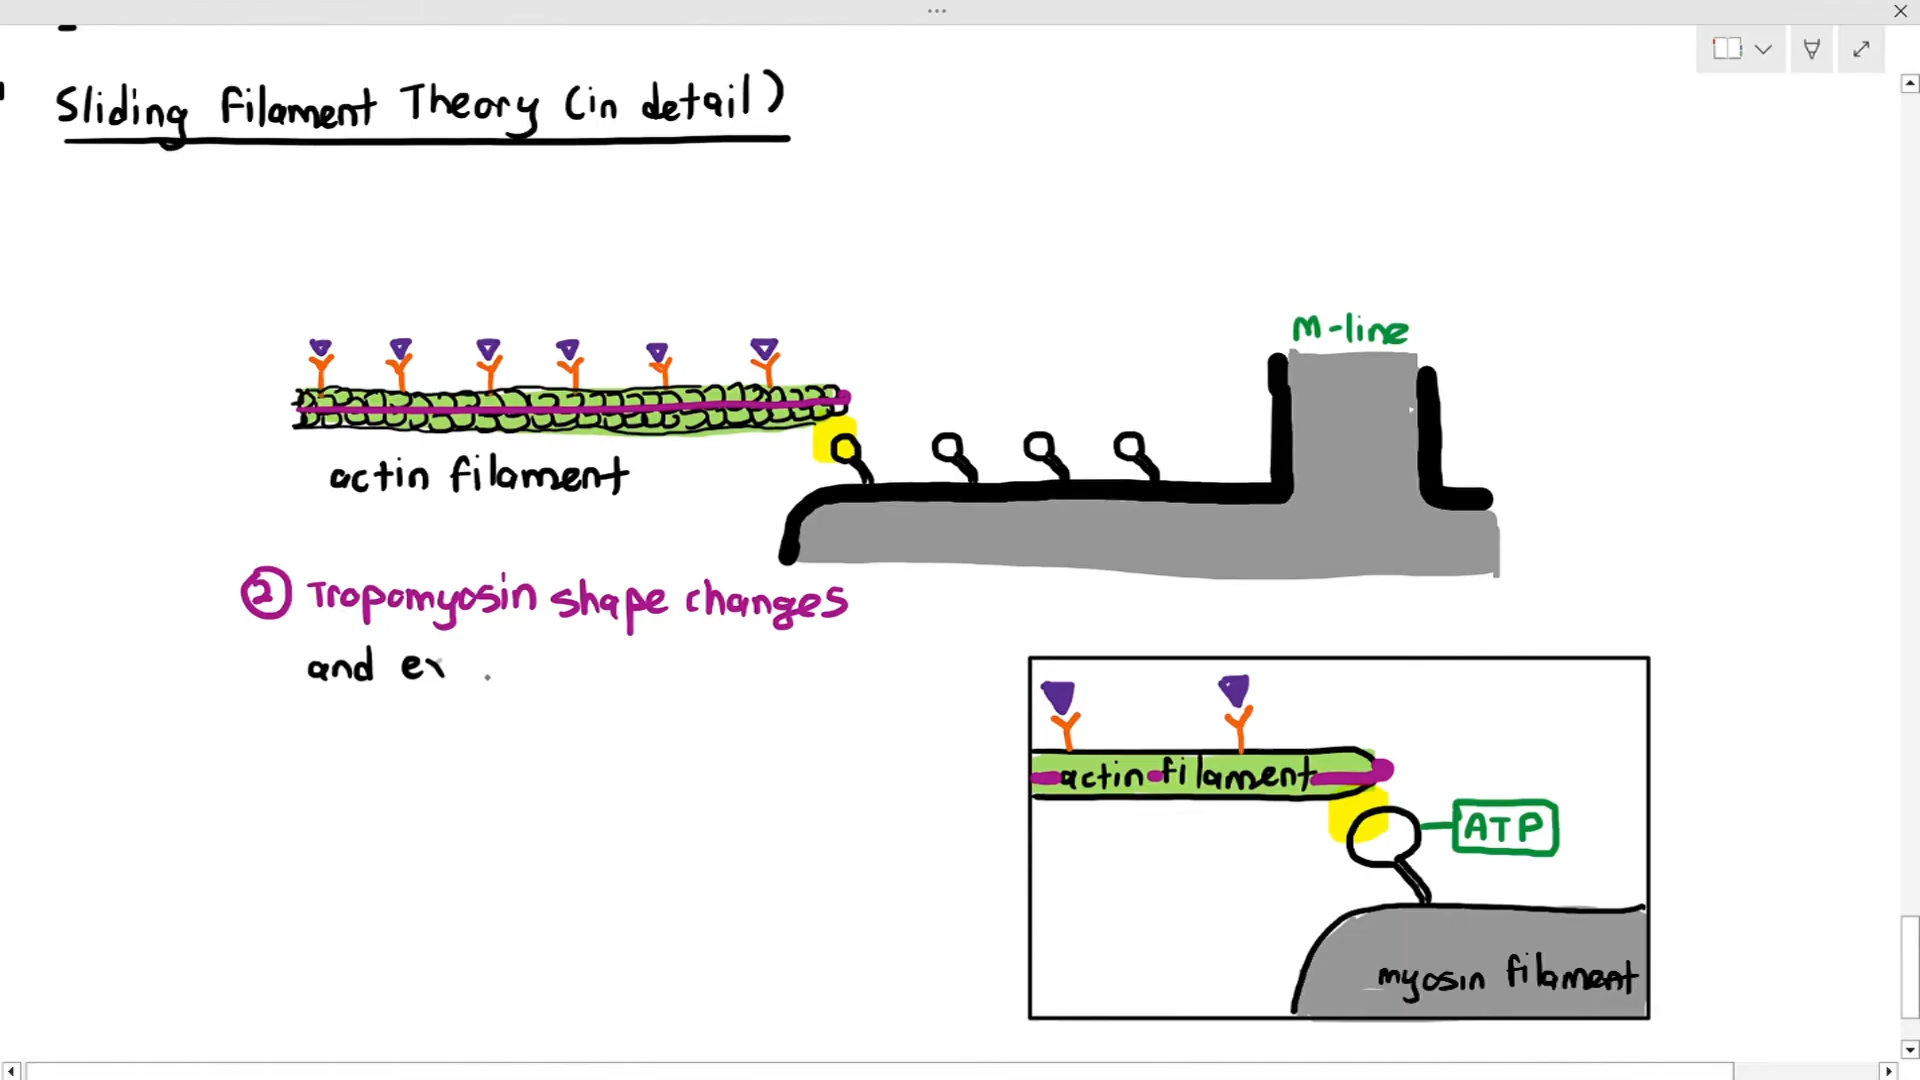 Sliding Filament Theory (in detail)
M-line
actin filament
② Tropomyosin shape changes
and ex
actin filament
ATP
myosin filament